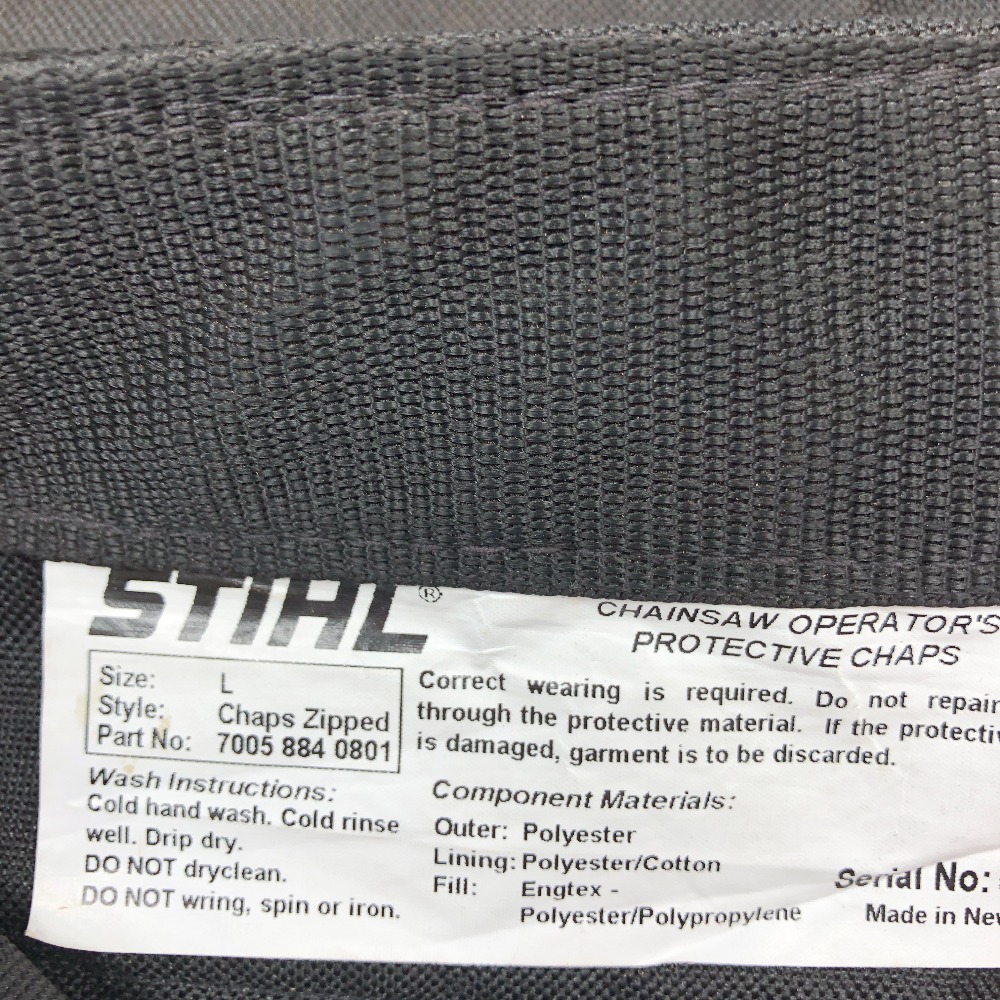 STIHL®
CHAINSAW OPERATOR'S
PROTECTIVE CHAPS
Size: L
Style: Chaps Zipped
Part No: 7005 884 0801
Correct wearing is required. Do not repair
through the protective material. If the protecti
is damaged, garment is to be discarded.
Wash Instructions:
Cold hand wash. Cold rinse
well. Drip dry.
DO NOT dryclean.
DO NOT wring, spin or iron.
Component Materials:
Outer: Polyester
Lining: Polyester/Cotton
Fill: Engtex -
Polyester/Polypropylene
Serial No:
Made in Ne